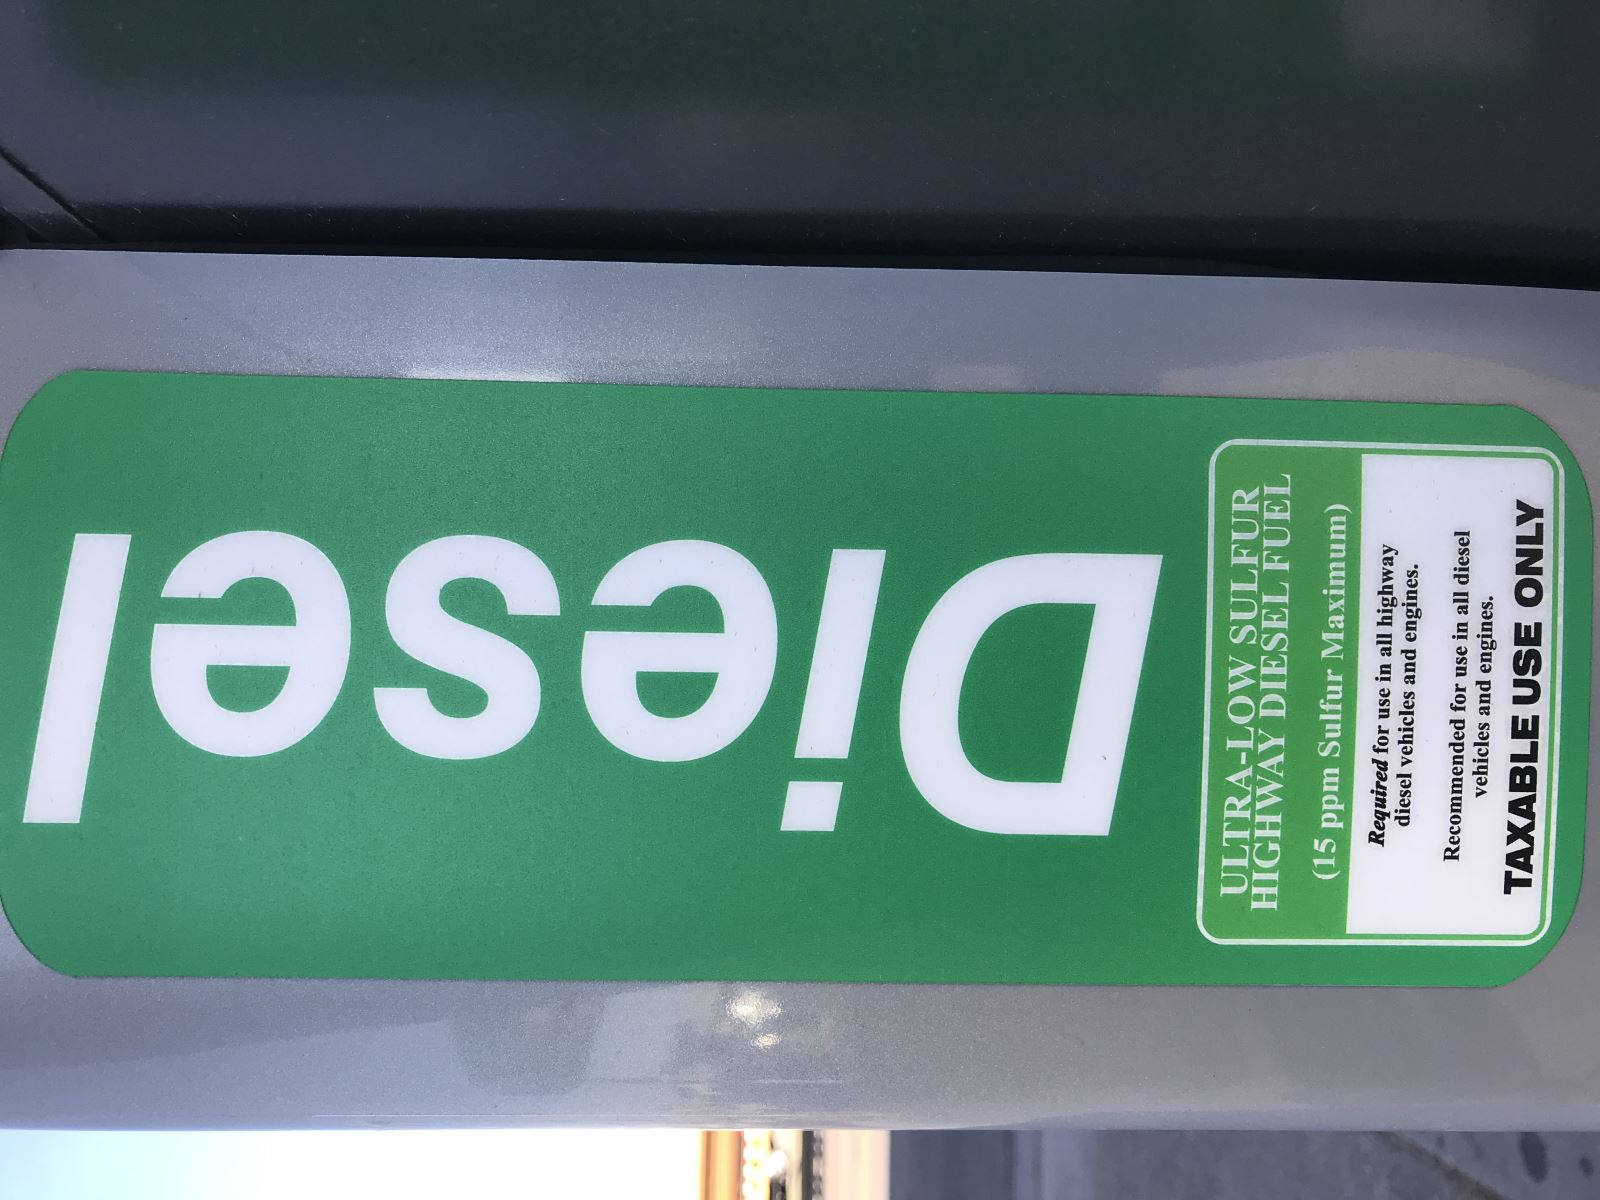 Diesel
ULTRA-LOW SULFUR
HIGHWAY DIESEL FUEL
(15 ppm Sulfur Maximum)
Required for use in all highway
diesel vehicles and engines.
Recommended for use in all diesel
vehicles and engines.
TAXABLE USE ONLY